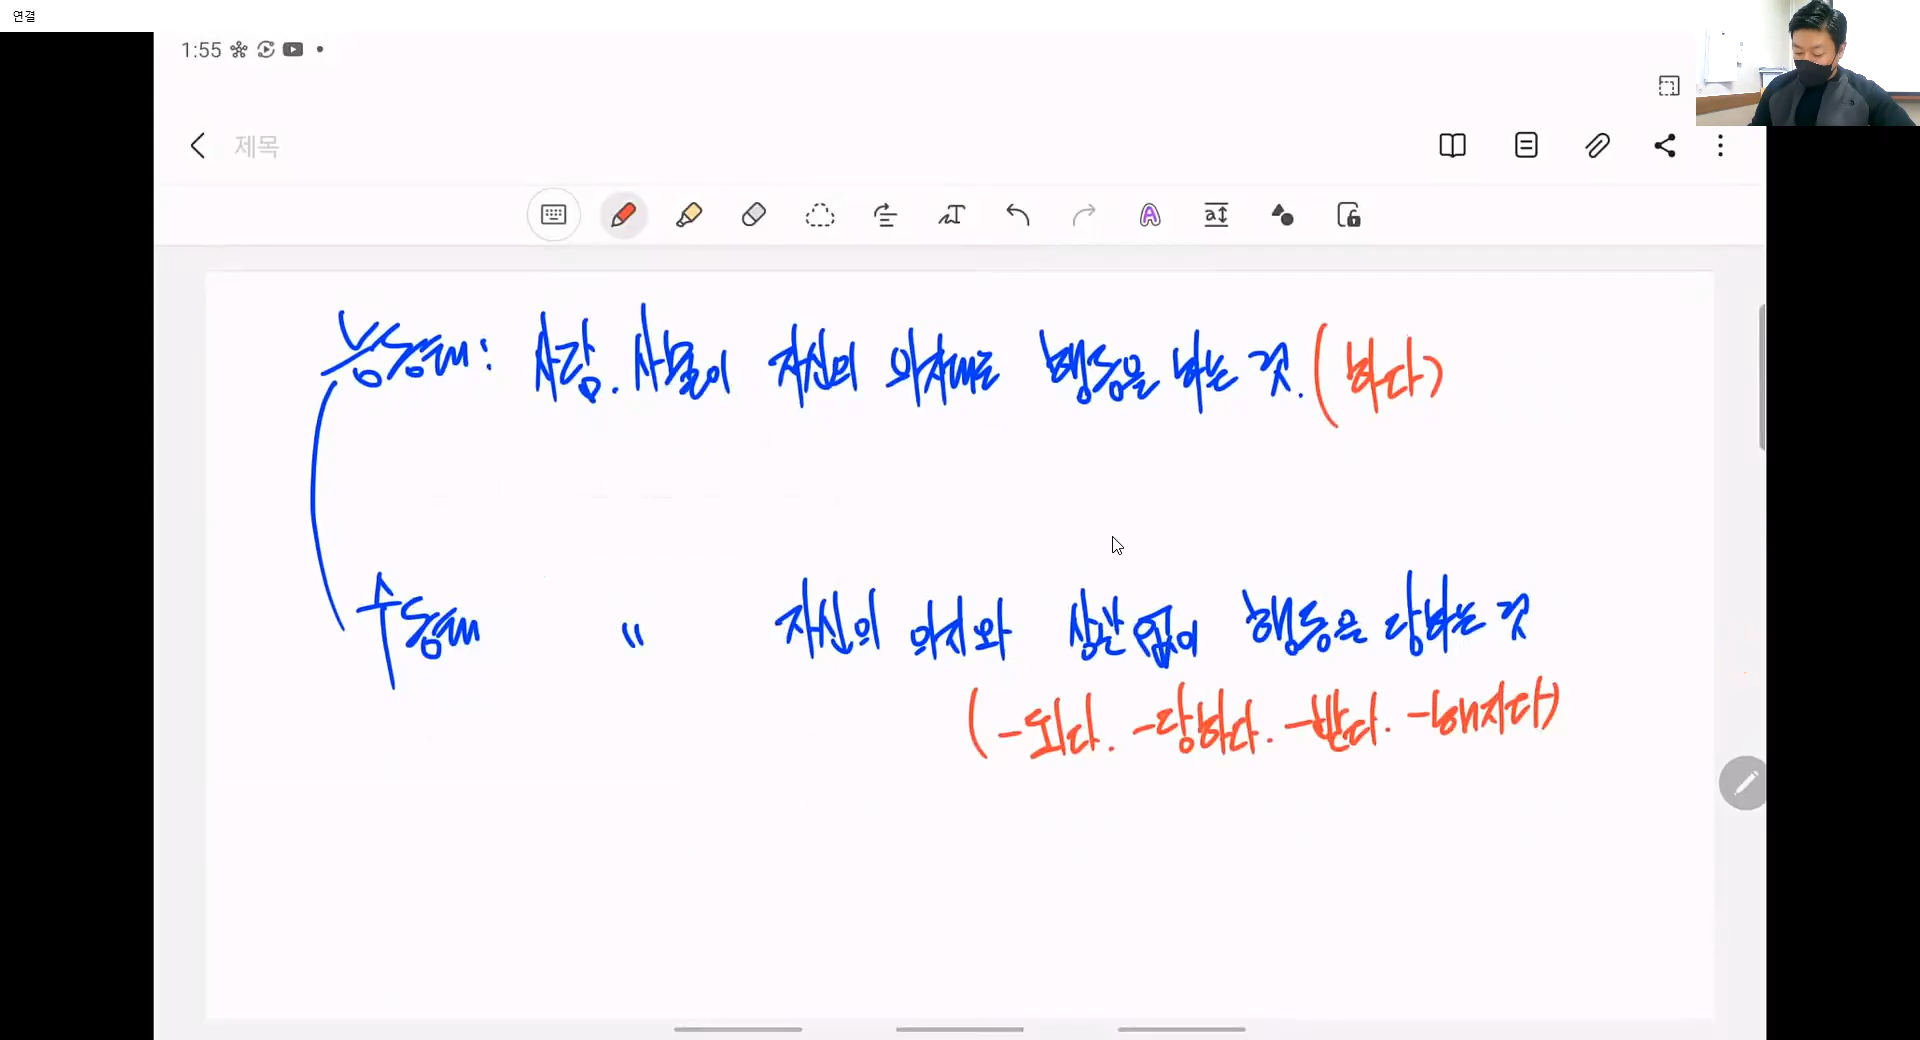 연결
1:55
제목
능동태: 사람. 사물이 자신의 의지대로 행동을 하는 것. (하다)
수동태 〃 자신의 의지와 상관없이 행동을 당하는 것
(-되다. -당하다. -받다. -해지다)